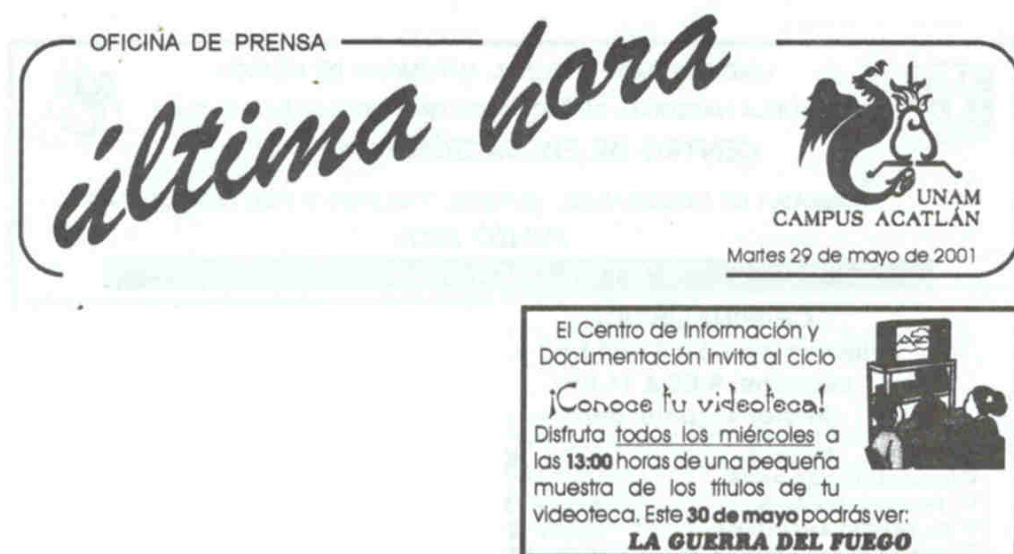 OFICINA DE PRENSA
última hora
UNAM
CAMPUS ACATLÁN
Martes 29 de mayo de 2001
El Centro de Información y
Documentación invita al ciclo
¡Conoce tu videoteca!
Disfruta todos los miércoles a
las 13:00 horas de una pequeña
muestra de los títulos de tu
videoteca. Este 30 de mayo podrás ver:
LA GUERRA DEL FUEGO